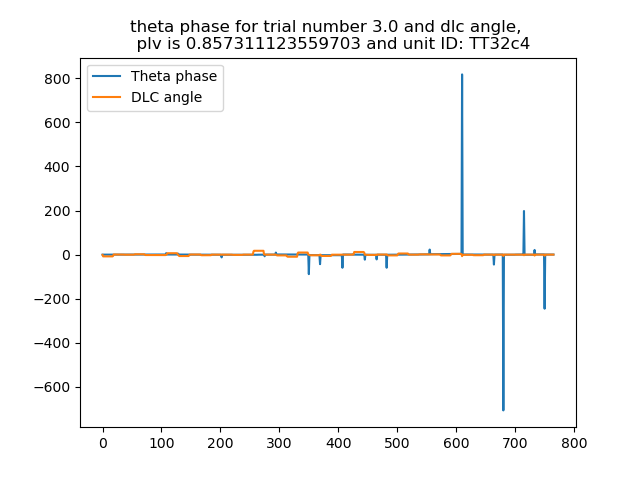 theta phase for trial number 3.0 and dlc angle,
plv is 0.857311123559703 and unit ID: TT32c4
Theta phase
DLC angle
800
600
400
200
0
−200
−400
−600
0 100 200 300 400 500 600 700 800